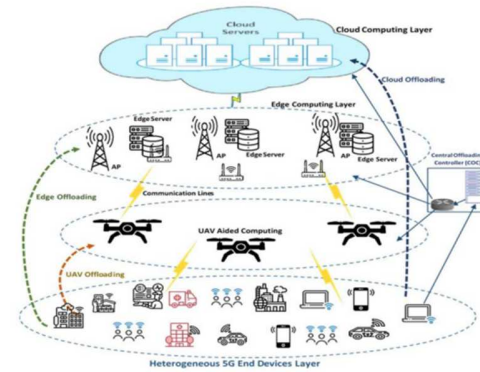 Cloud
Servers
Cloud Computing Layer
Cloud Offloading
Edge Computing Layer
Edge Server
AP
Edge Server
AP
Edge Server
AP
Central Offloading
Controller (COC)
Edge Offloading
Communication Lines
UAV Aided Computing
UAV Offloading
Heterogeneous 5G End Devices Layer